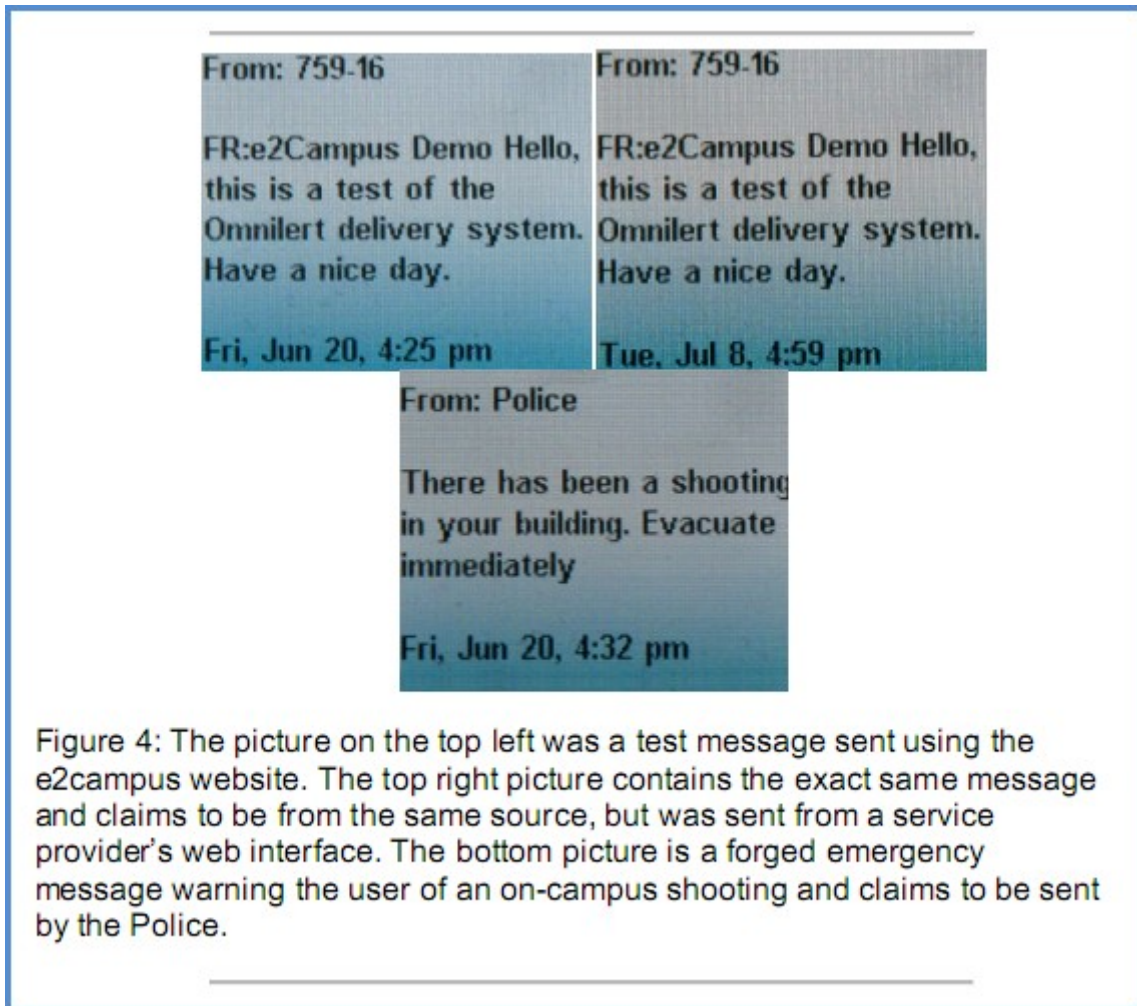 From: 759-16
FR:e2Campus Demo Hello,
this is a test of the
Omnilert delivery system.
Have a nice day.
Fri, Jun 20, 4:25 pm
From: 759-16
FR:e2Campus Demo Hello,
this is a test of the
Omnilert delivery system.
Have a nice day.
Tue, Jul 8, 4:59 pm
From: Police
There has been a shooting
in your building. Evacuate
immediately
Fri, Jun 20, 4:32 pm
Figure 4: The picture on the top left was a test message sent using the
e2campus website. The top right picture contains the exact same message
and claims to be from the same source, but was sent from a service
provider's web interface. The bottom picture is a forged emergency
message warning the user of an on-campus shooting and claims to be sent
by the Police.